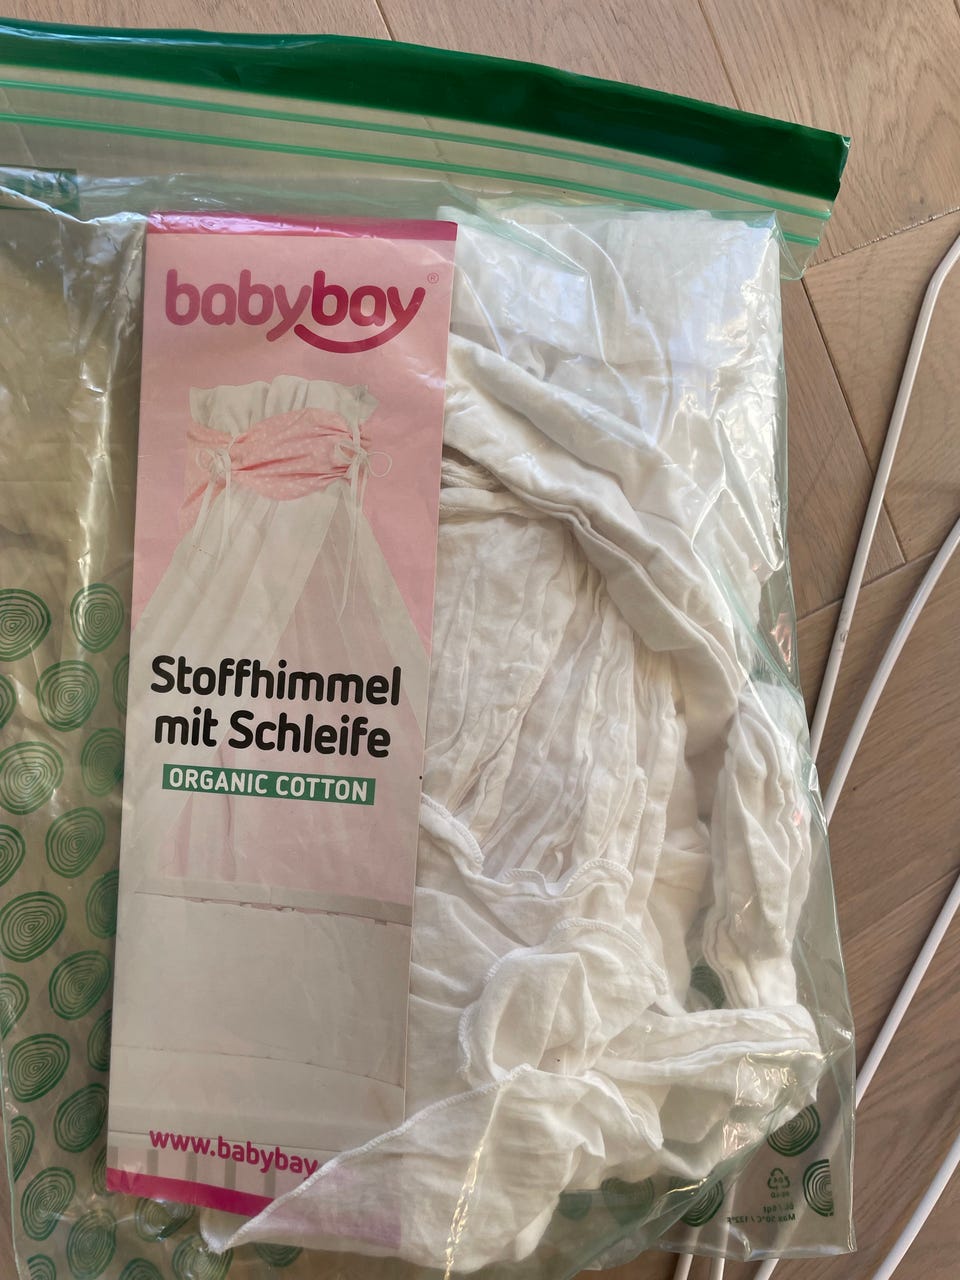 babybay®
Stoffhimmel
mit Schleife
ORGANIC COTTON
www.babybay